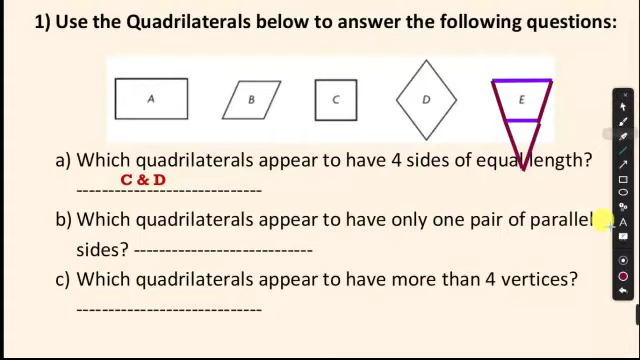 1) Use the Quadrilaterals below to answer the following questions:
A B C D E
a) Which quadrilaterals appear to have 4 sides of equal length?
C & D
-----------------------------
b) Which quadrilaterals appear to have only one pair of parallel
sides? ----------------------------
c) Which quadrilaterals appear to have more than 4 vertices?
-----------------------------